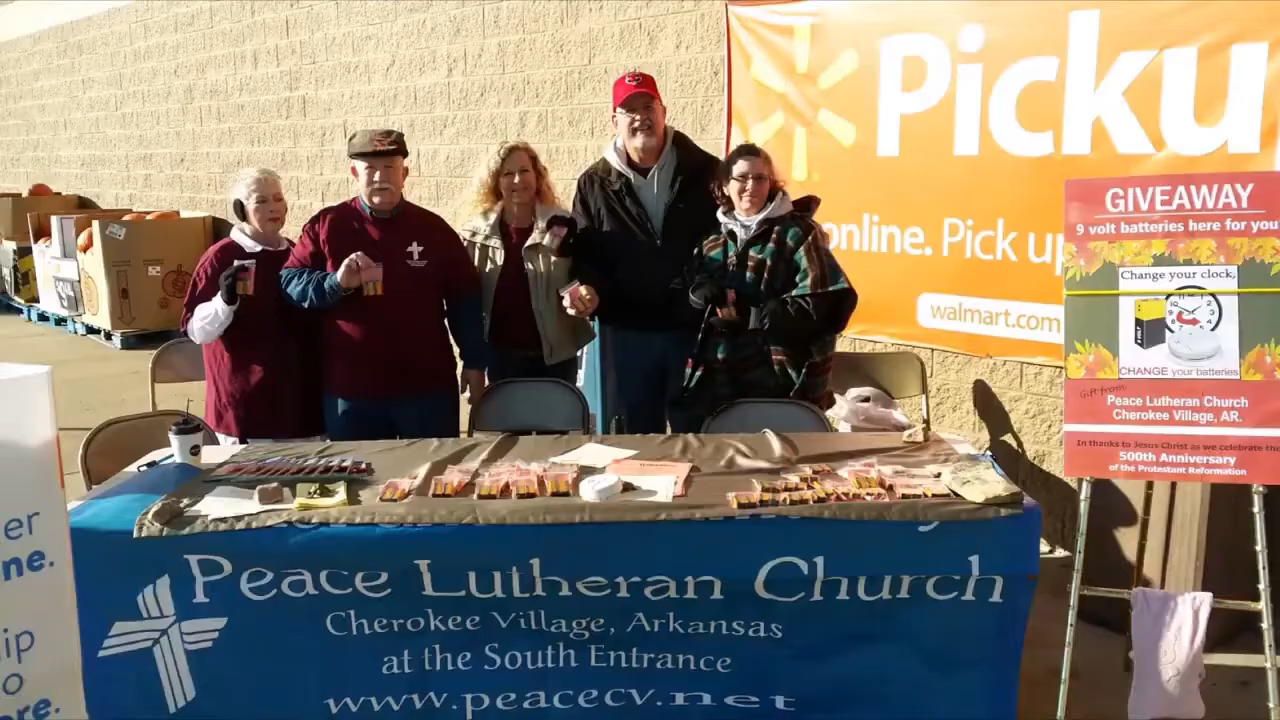 Pickup
online. Pick up
walmart.com
GIVEAWAY
9 volt batteries here for you
Change your clock,
CHANGE your batteries
Gift from
Peace Lutheran Church
Cherokee Village, AR.
In thanks to Jesus Christ as we celebrate the
500th Anniversary
of the Protestant Reformation
Peace Lutheran Church
Cherokee Village, Arkansas
at the South Entrance
www.peacecv.net
er
ne.
ip
o
re.